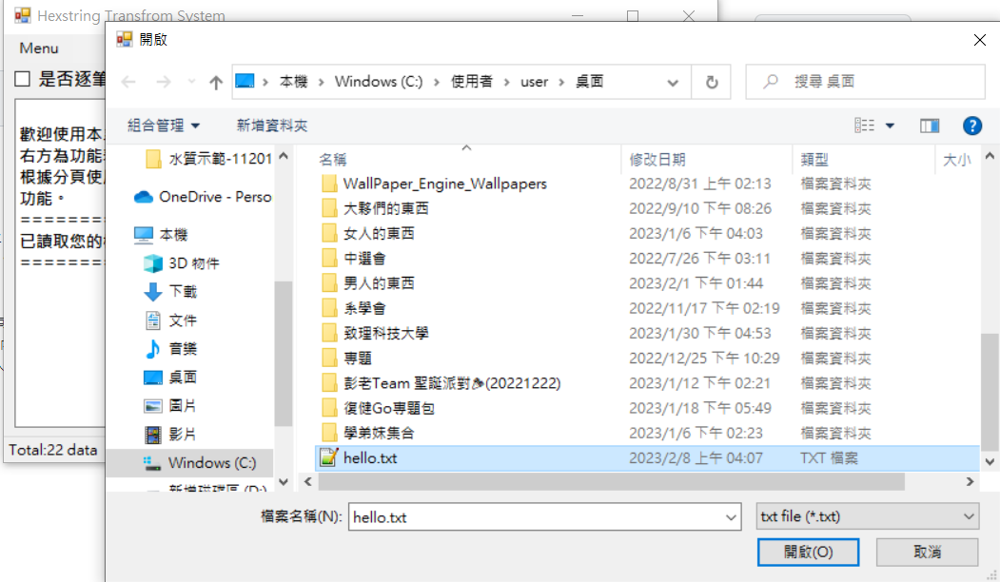 Hexstring Transfrom System
Menu
是否逐筆
歡迎使用本
右方為功能
根據分頁使
功能。
========
已讀取您的
========
Total:22 data
開啟
本機 Windows (C:) 使用者 user 桌面
搜尋 桌面
組合管理 新增資料夾
水質示範-11201
OneDrive - Perso
本機
3D 物件
下載
文件
音樂
桌面
圖片
影片
Windows (C:)
新增磁碟區 (D:)
名稱 修改日期 類型 大小
WallPaper_Engine_Wallpapers 2022/8/31 上午 02:13 檔案資料夾
大夥們的東西 2022/9/10 下午 08:26 檔案資料夾
女人的東西 2023/1/6 下午 04:03 檔案資料夾
中選會 2022/7/26 下午 03:11 檔案資料夾
男人的東西 2023/2/1 下午 01:44 檔案資料夾
系學會 2022/11/17 下午 02:19 檔案資料夾
致理科技大學 2023/1/30 下午 04:53 檔案資料夾
專題 2022/12/25 下午 10:29 檔案資料夾
彭老Team 聖誕派對(20221222) 2023/1/12 下午 02:21 檔案資料夾
復健Go專題包 2023/1/18 下午 05:49 檔案資料夾
學弟妹集合 2023/1/6 下午 02:23 檔案資料夾
hello.txt 2023/2/8 上午 04:07 TXT 檔案
檔案名稱(N): hello.txt txt file (*.txt)
開啟(O) 取消